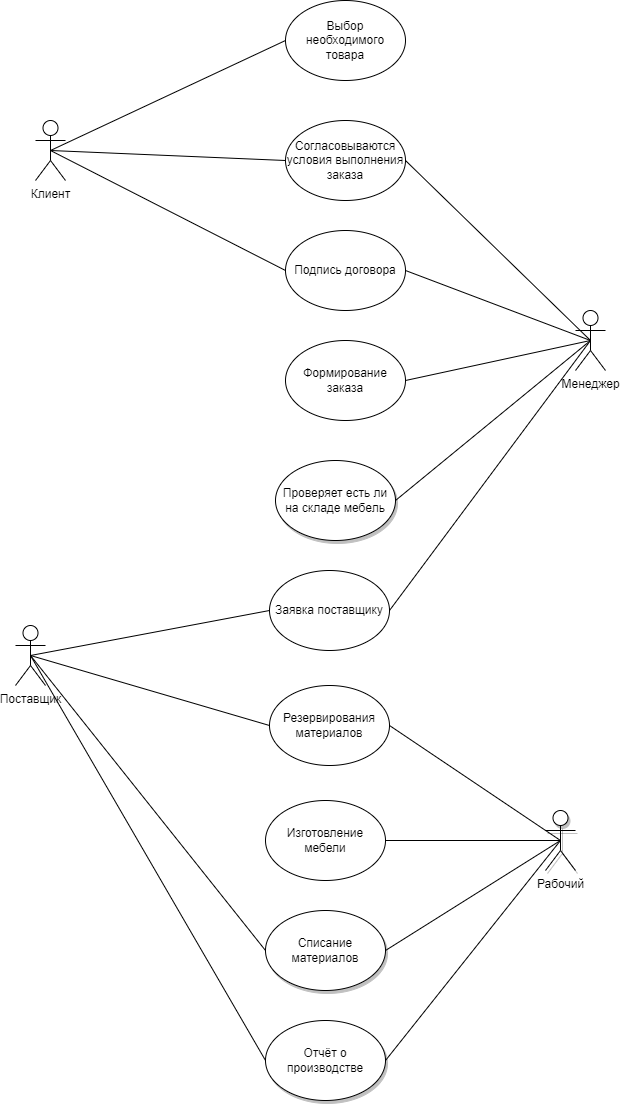 Выбор
необходимого
товара
Согласовываются
условия выполнения
заказа
Клиент
Подпись договора
Формирование
заказа
Менеджер
Проверяет есть ли
на складе мебель
Заявка поставщику
Поставщик
Резервирования
материалов
Изготовление
мебели
Рабочий
Списание
материалов
Отчёт о
производстве